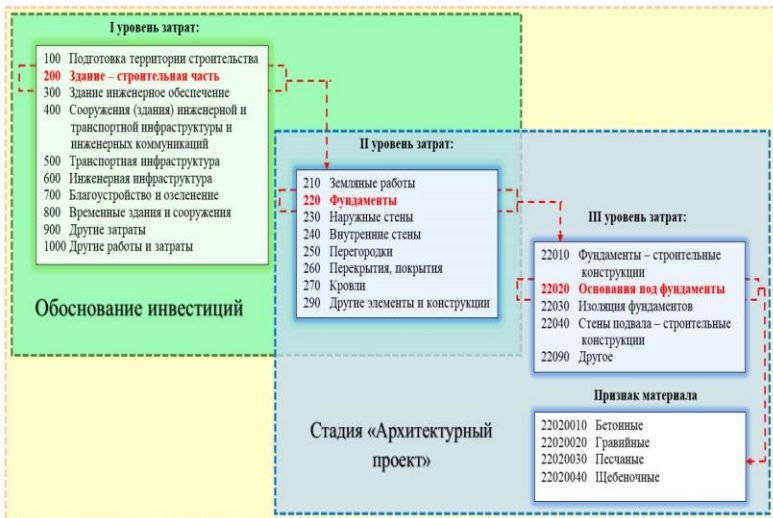 I уровень затрат:
100 Подготовка территории строительства
200 Здание – строительная часть
300 Здание инженерное обеспечение
400 Сооружения (здания) инженерной и
транспортной инфраструктуры и
инженерных коммуникаций
500 Транспортная инфраструктура
600 Инженерная инфраструктура
700 Благоустройство и озеленение
800 Временные здания и сооружения
900 Другие затраты
1000 Другие работы и затраты
Обоснование инвестиций
II уровень затрат:
210 Земляные работы
220 Фундаменты
230 Наружные стены
240 Внутренние стены
250 Перегородки
260 Перекрытия, покрытия
270 Кровли
290 Другие элементы и конструкции
III уровень затрат:
22010 Фундаменты – строительные
конструкции
22020 Основания под фундаменты
22030 Изоляция фундаментов
22040 Стены подвала – строительные
конструкции
22090 Другое
Признак материала
22020010 Бетонные
22020020 Гравийные
22020030 Песчаные
22020040 Щебеночные
Стадия «Архитектурный
проект»